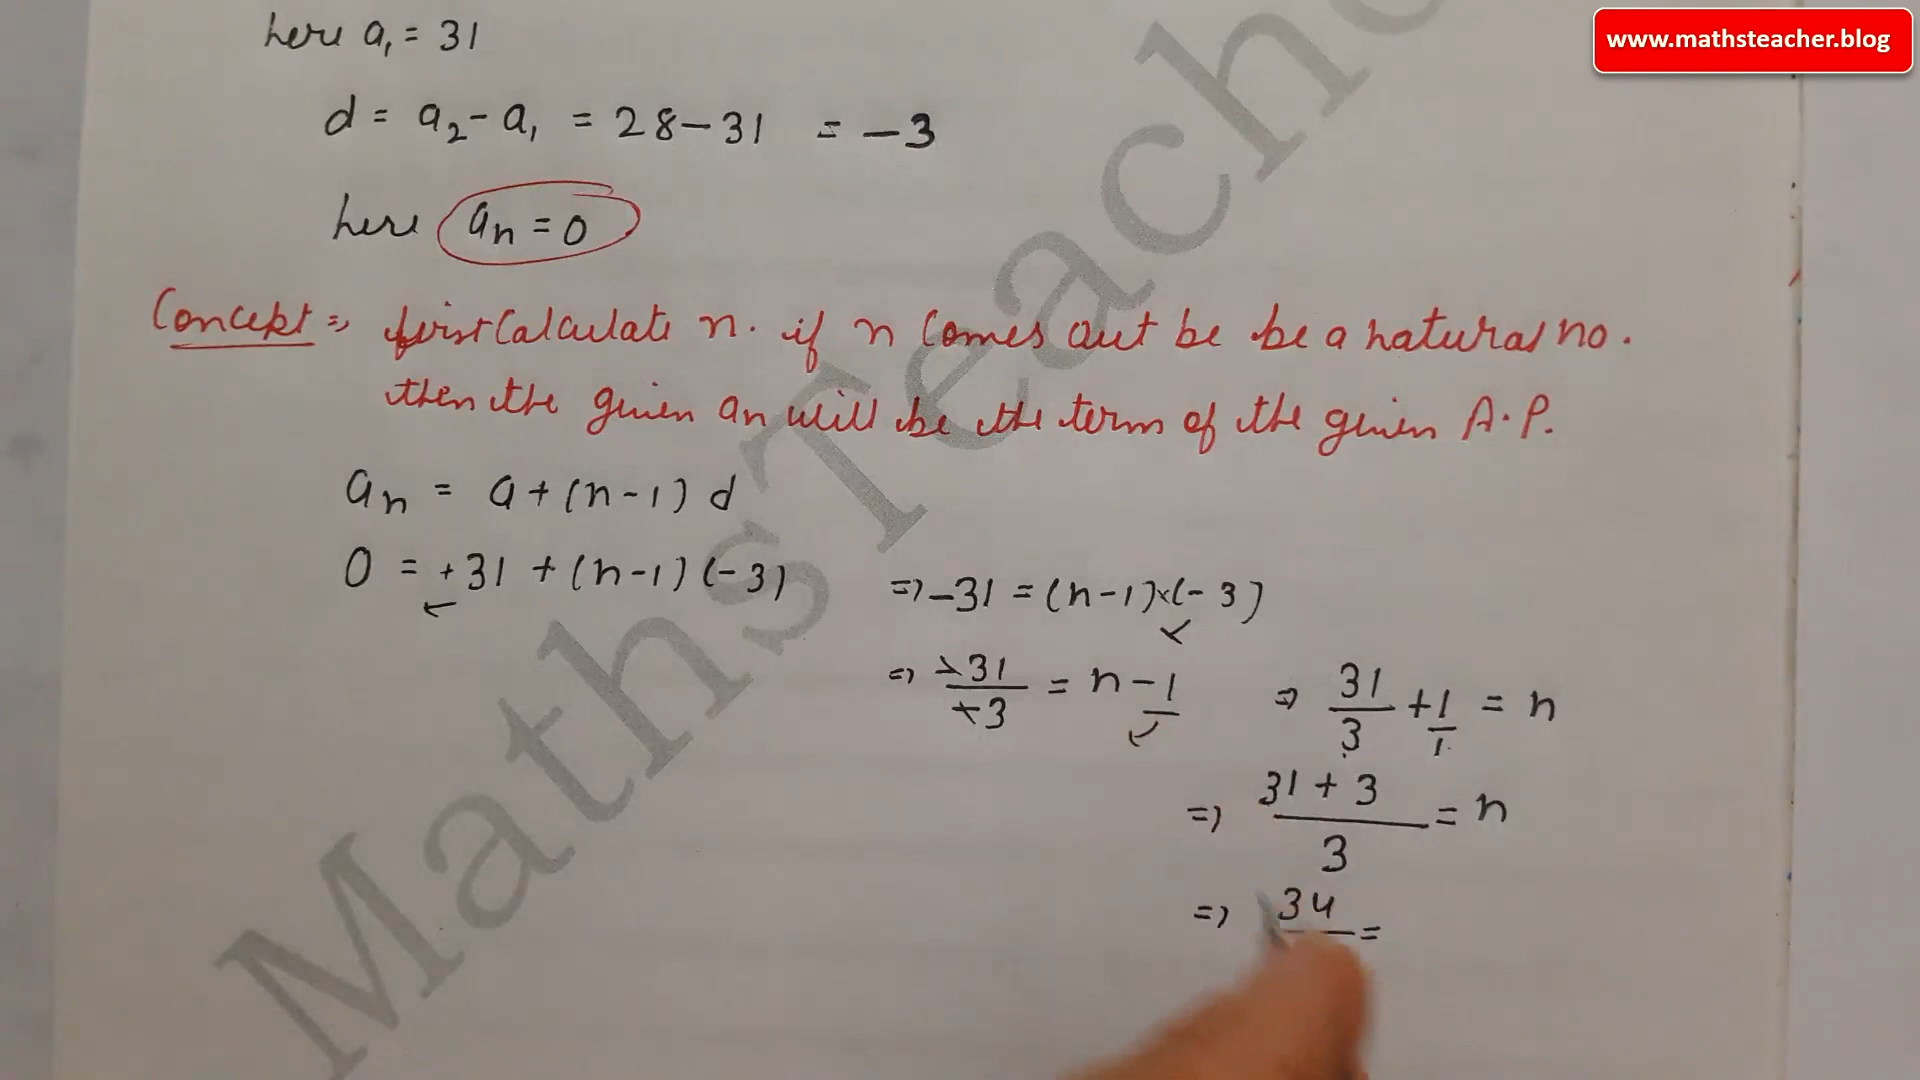 www.mathsteacher.blog
here a₁ = 31
d = a₂ - a₁ = 28 - 31 = -3
here aₙ = 0
Concept => first Calculate n. if n Comes out be be a natural no.
then the given an will be the term of the given A.P.
aₙ = a + (n-1) d
0 = +31 + (n-1) (-3) => -31 = (n-1)×(-3)
=> -31/-3 = n - 1 => 31/3 + 1/1 = n
=> (31 + 3)/3 = n
=> 34 =
Maths Teacher